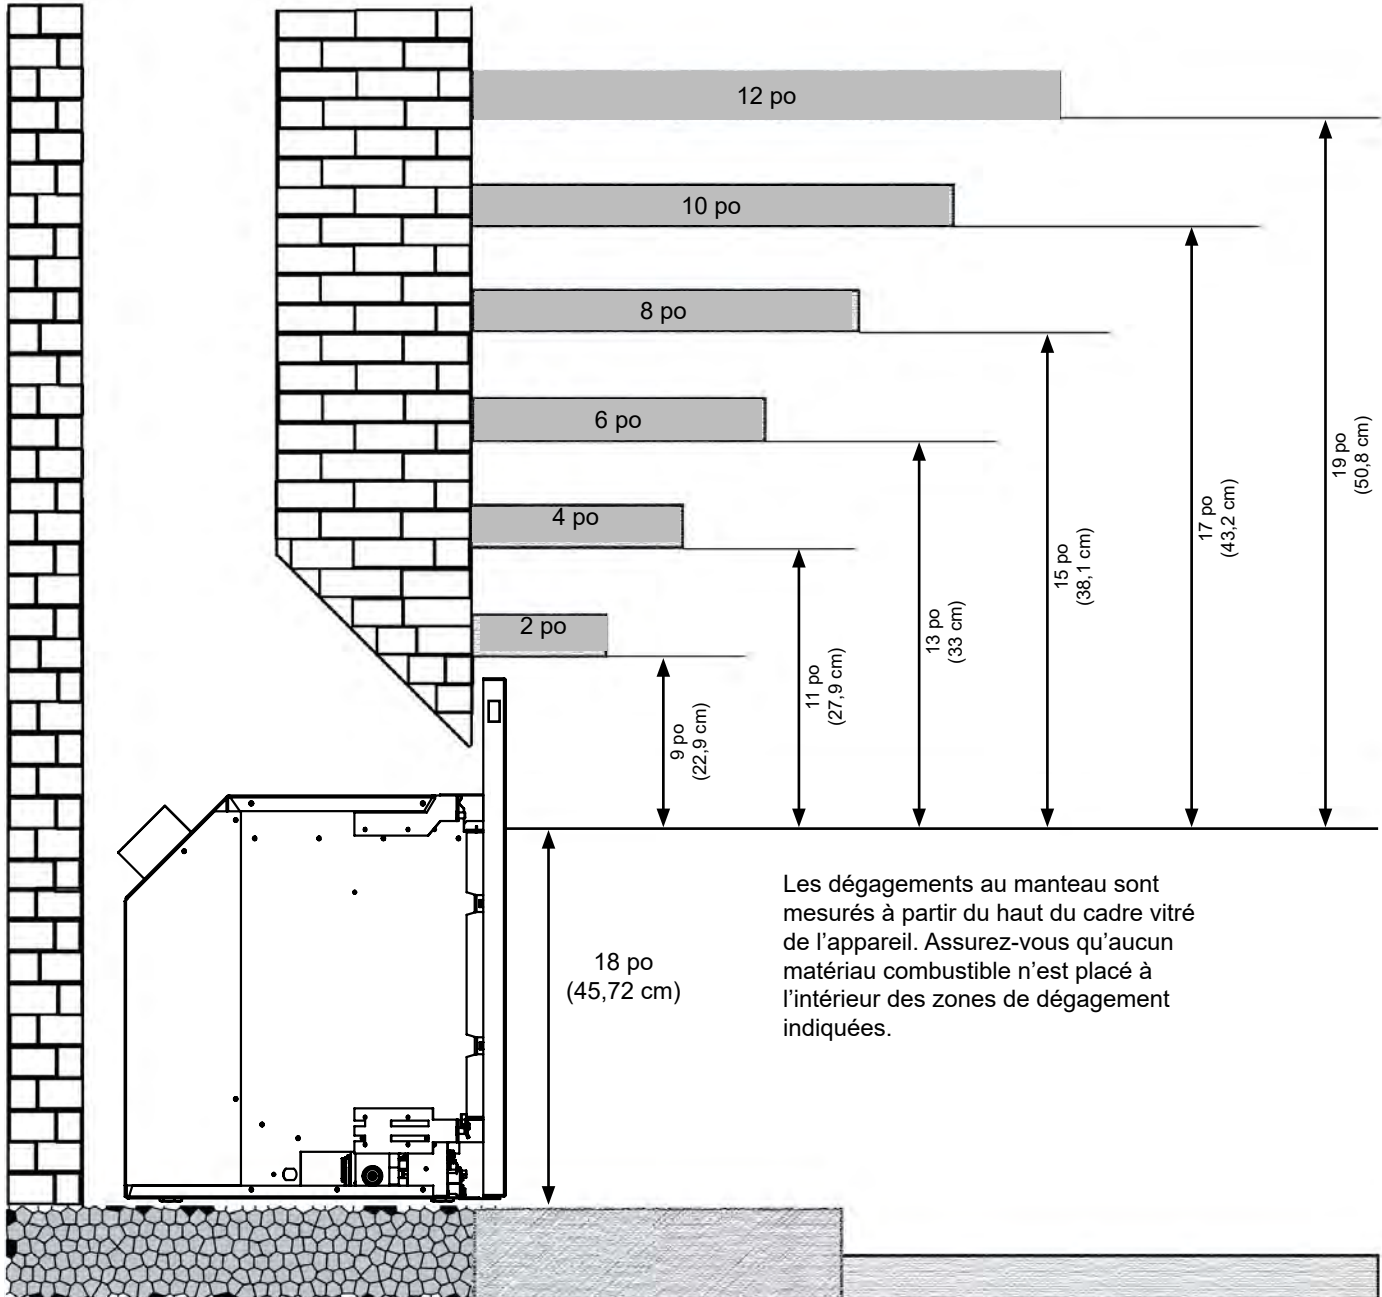 12 po
10 po
8 po
6 po
4 po
2 po
9 po
(22,9 cm)
11 po
(27,9 cm)
13 po
(33 cm)
15 po
(38,1 cm)
17 po
(43,2 cm)
19 po
(50,8 cm)
18 po
(45,72 cm)
Les dégagements au manteau sont
mesurés à partir du haut du cadre vitré
de l’appareil. Assurez-vous qu’aucun
matériau combustible n’est placé à
l’intérieur des zones de dégagement
indiquées.